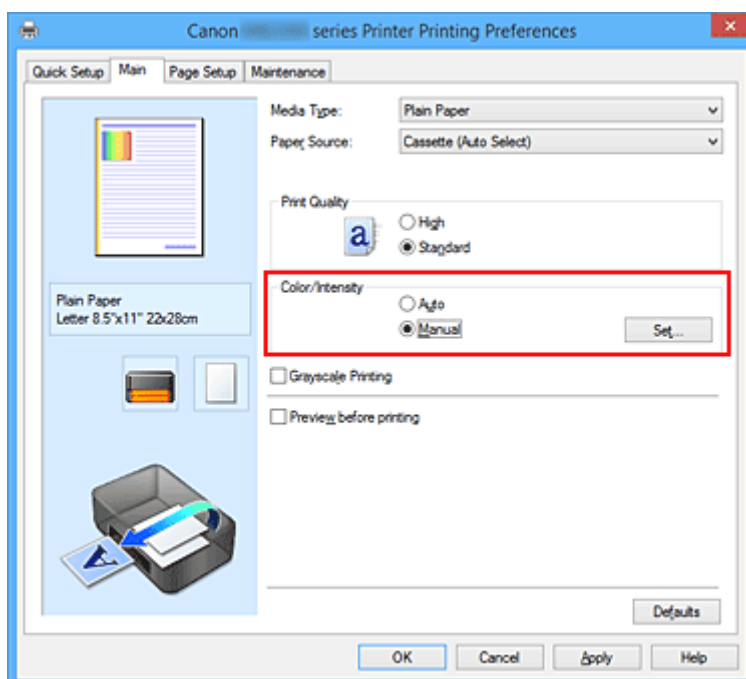 Canon series Printer Printing Preferences
Quick Setup Main Page Setup Maintenance
Media Type: Plain Paper
Paper Source: Cassette (Auto Select)
Print Quality
a
High
Standard
Color/Intensity
Auto
Manual
Set...
Plain Paper
Letter 8.5"x11" 22x28cm
Grayscale Printing
Preview before printing
A
Defaults
OK Cancel Apply Help